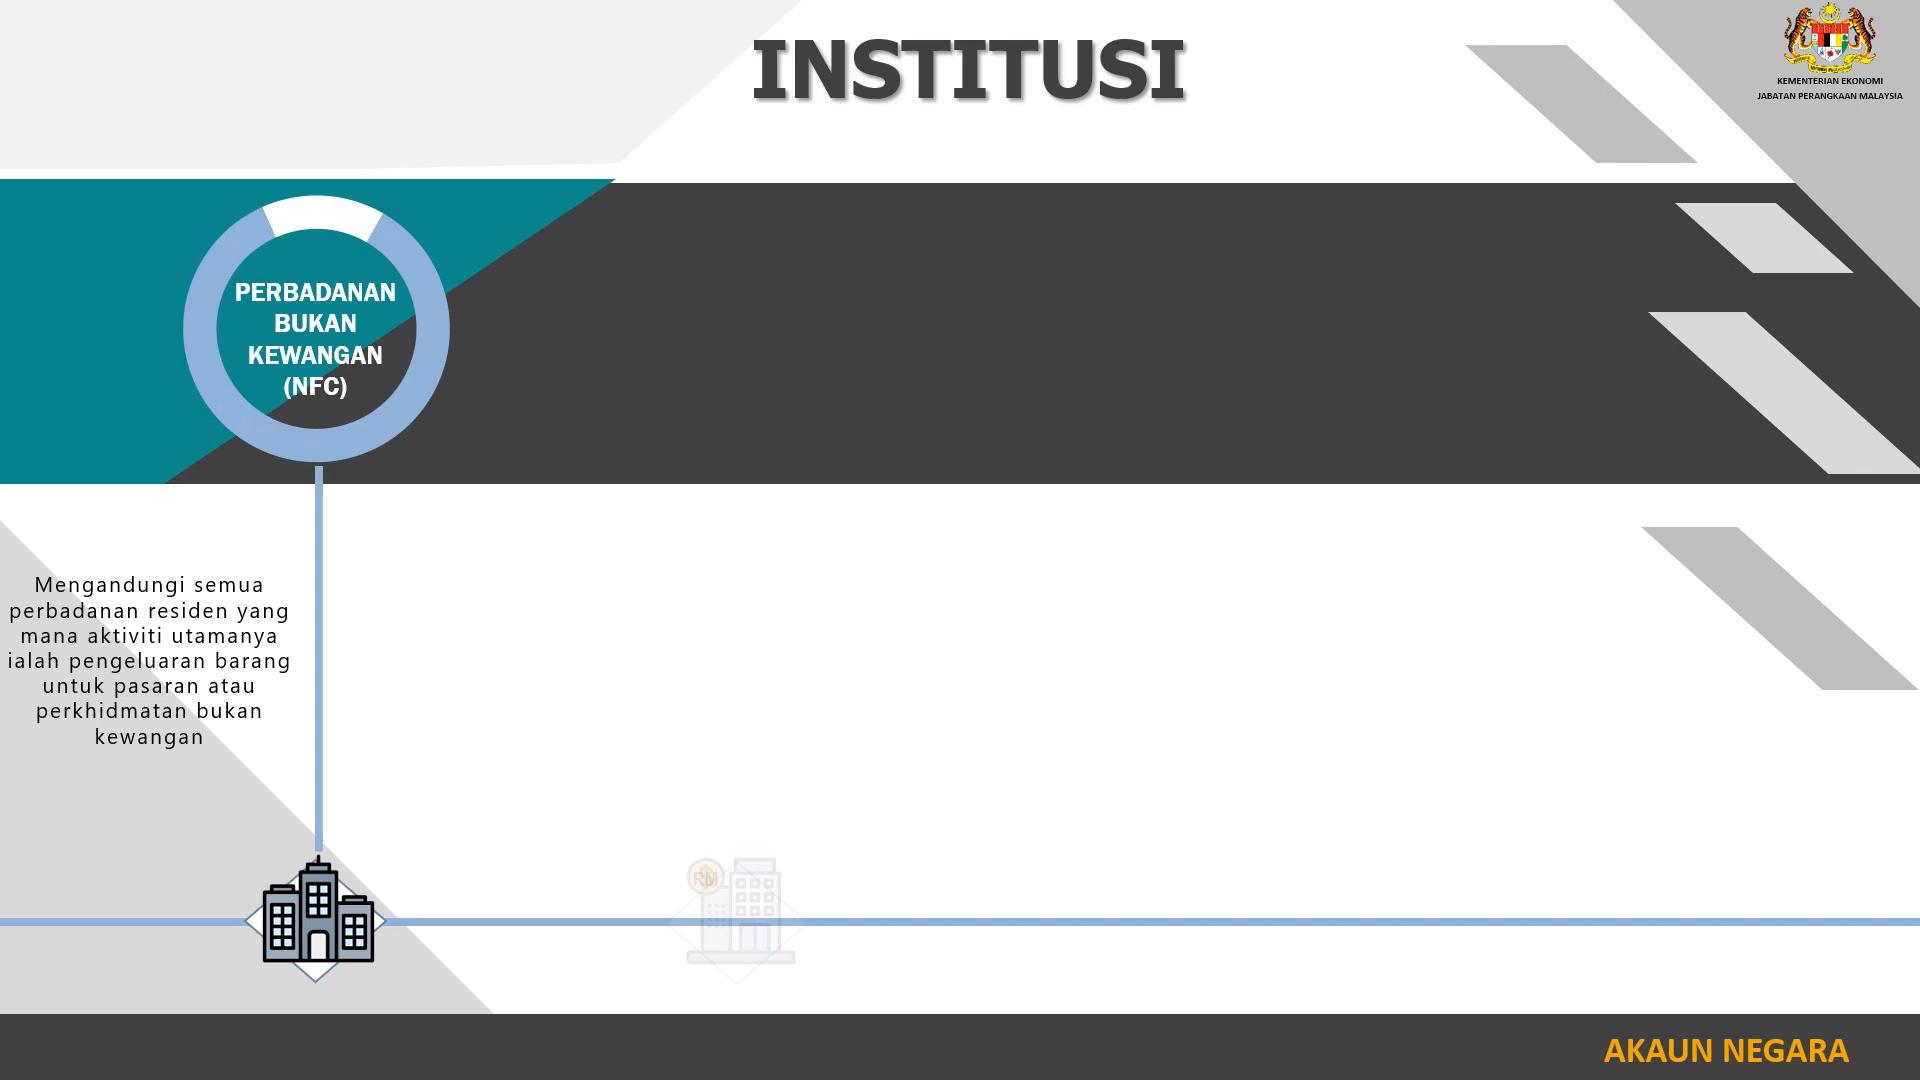 INSTITUSI
KEMENTERIAN EKONOMI
JABATAN PERANGKAAN MALAYSIA
PERBADANAN
BUKAN
KEWANGAN
(NFC)
Mengandungi semua
perbadanan residen yang
mana aktiviti utamanya
ialah pengeluaran barang
untuk pasaran atau
perkhidmatan bukan
kewangan
RM
AKAUN NEGARA